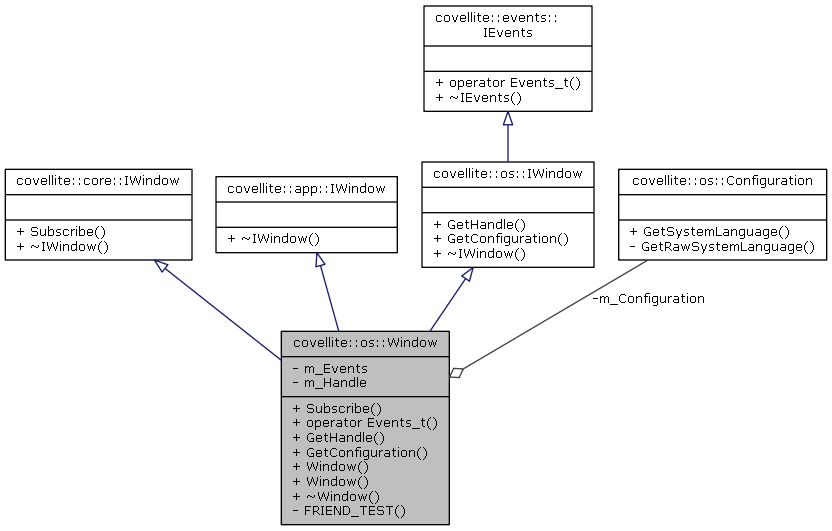 covellite::events::
IEvents
+ operator Events_t()
+ ~IEvents()
covellite::core::IWindow
+ Subscribe()
+ ~IWindow()
covellite::app::IWindow
+ ~IWindow()
covellite::os::IWindow
+ GetHandle()
+ GetConfiguration()
+ ~IWindow()
covellite::os::Configuration
+ GetSystemLanguage()
- GetRawSystemLanguage()
-m_Configuration
covellite::os::Window
- m_Events
- m_Handle
+ Subscribe()
+ operator Events_t()
+ GetHandle()
+ GetConfiguration()
+ Window()
+ Window()
+ ~Window()
- FRIEND_TEST()